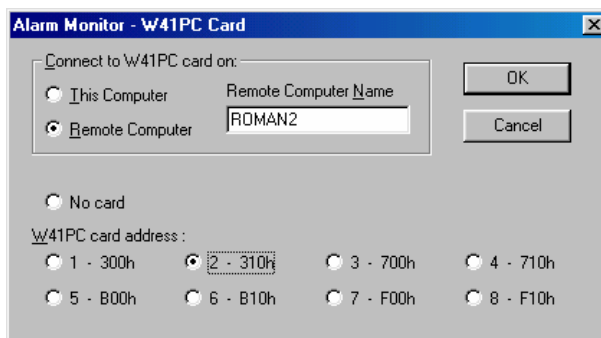 Alarm Monitor - W41PC Card
Connect to W41PC card on:
This Computer
Remote Computer Name
Remote Computer
ROMAN2
OK
Cancel
No card
W41PC card address :
1 - 300h 2 - 310h 3 - 700h 4 - 710h
5 - B00h 6 - B10h 7 - F00h 8 - F10h